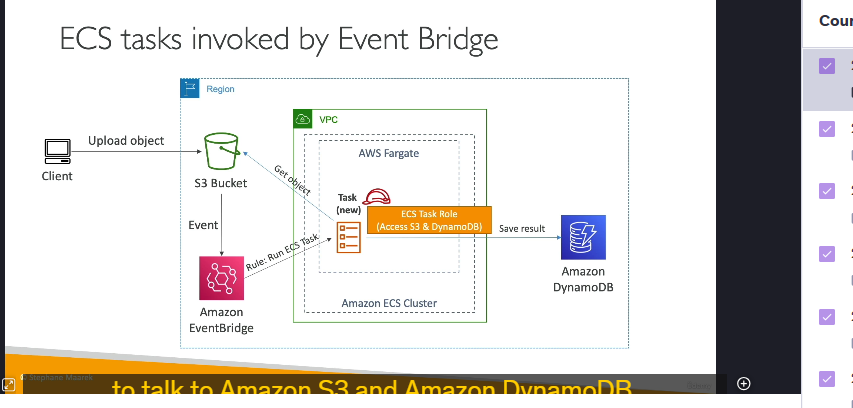 ECS tasks invoked by Event Bridge
Cour
Region
VPC
Upload object
AWS Fargate
Client
S3 Bucket
Get object
Task
(new)
ECS Task Role
(Access S3 & DynamoDB)
Save result
Event
Rule: Run ECS Task
Amazon
DynamoDB
Amazon ECS Cluster
Amazon
EventBridge
© Stephane Maarek
to talk to Amazon S3 and Amazon DynamoDB